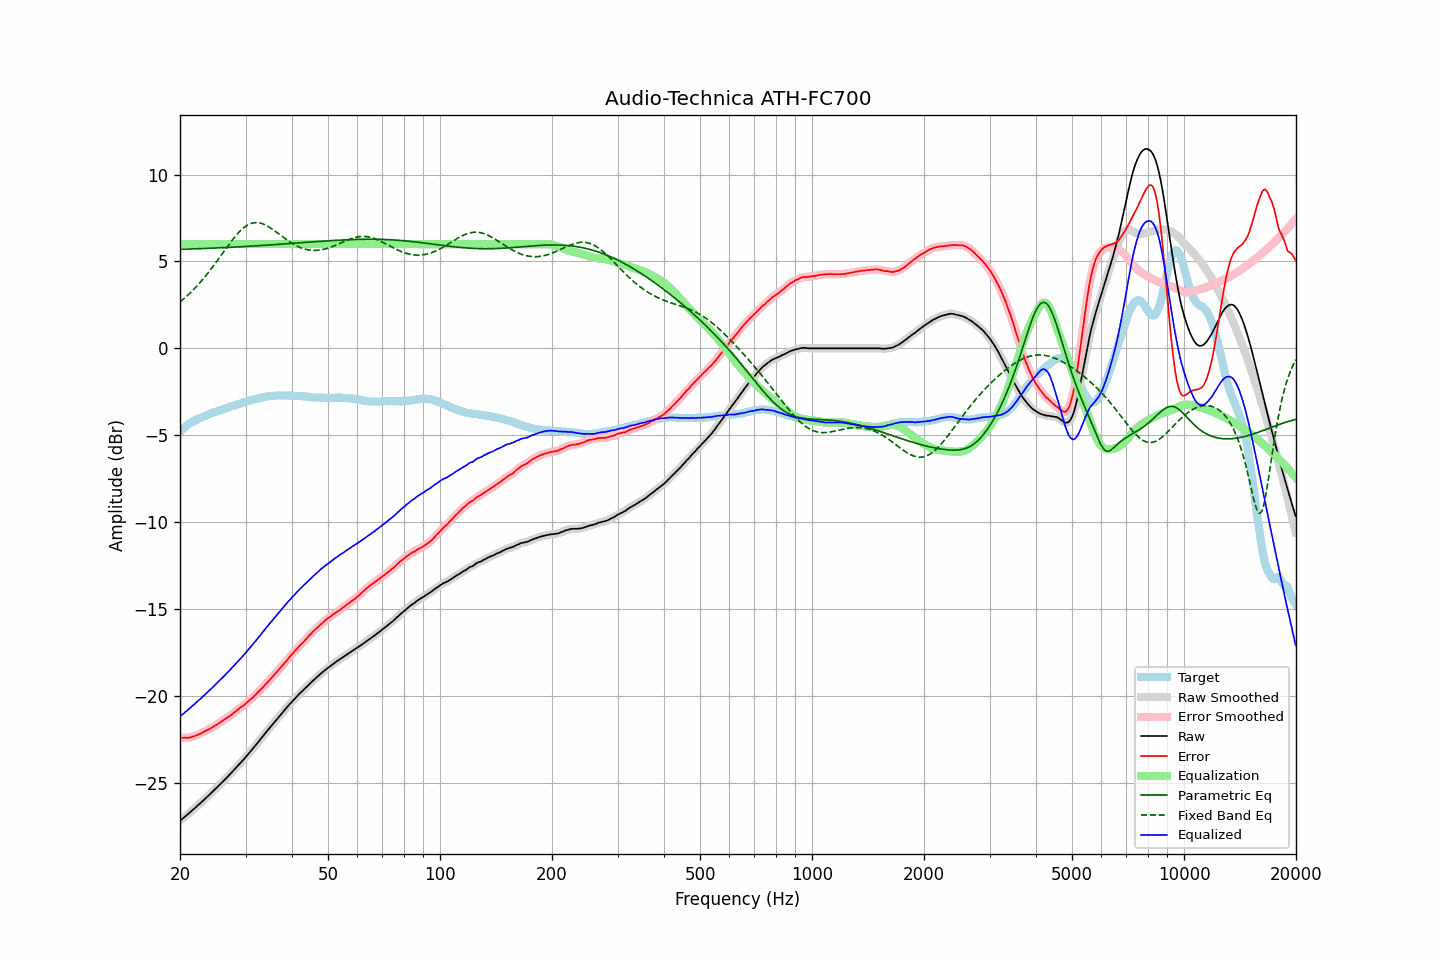 Audio-Technica ATH-FC700
10
5
0
−5
−10
−15
−20
−25
Amplitude (dBr)
20
50
100
200
500
1000
2000
5000
10000
20000
Frequency (Hz)
Target
Raw Smoothed
Error Smoothed
Raw
Error
Equalization
Parametric Eq
Fixed Band Eq
Equalized